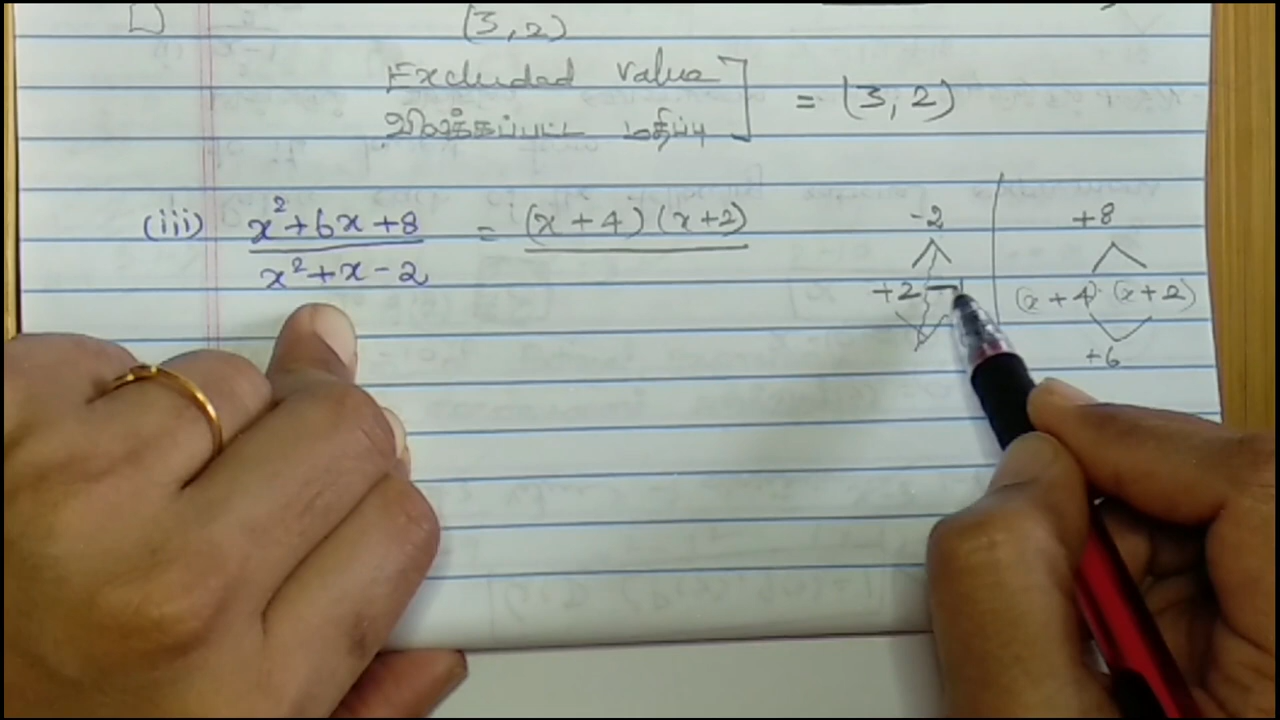 (3, 2)
Excluded value
விலக்கப்பட்ட மதிப்பு ] = (3, 2)
(iii) x²+6x+8 / x²+x-2 = (x+4)(x+2)
-2
+2 -1
+8
(x+4) (x+2)
+6